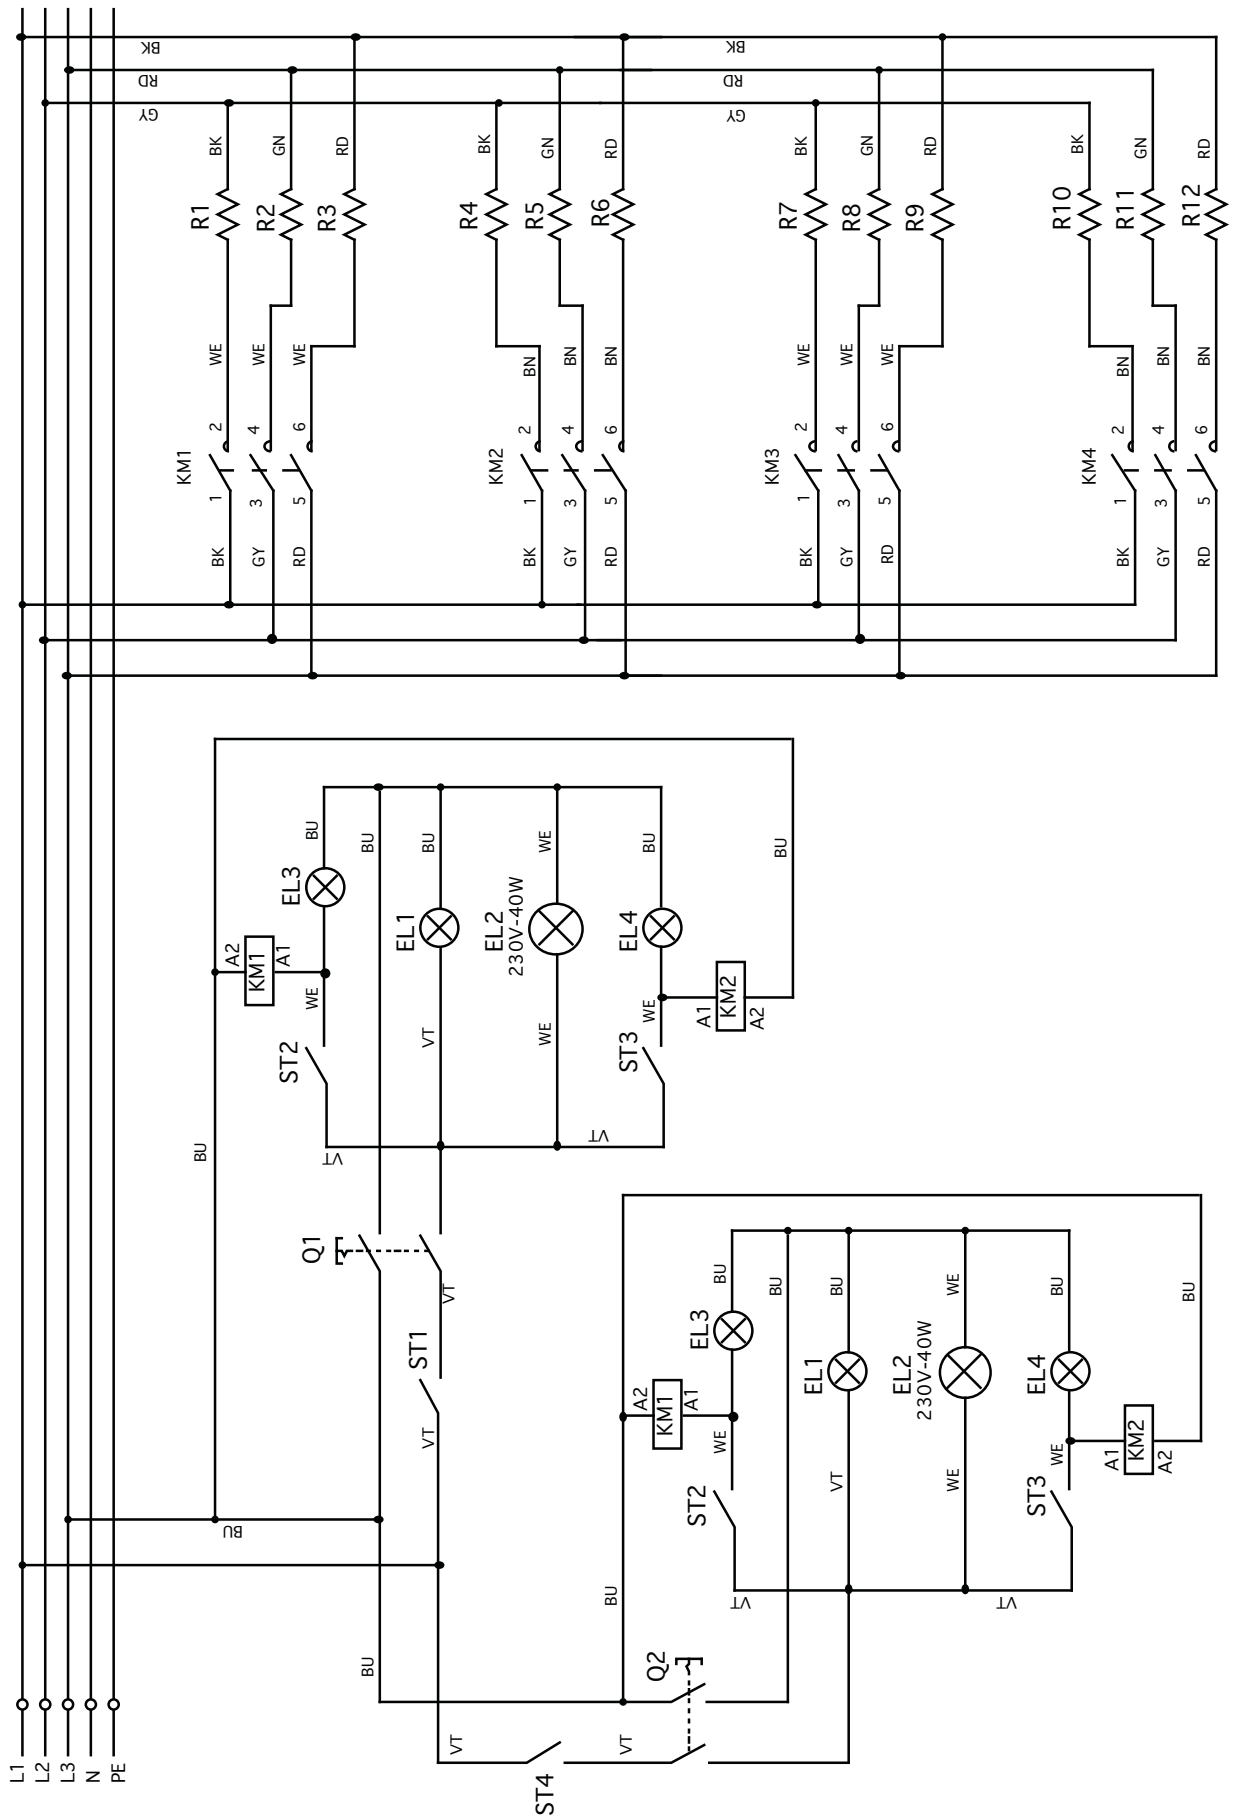 BK
BK
RD
RD
GY
GY
BK
GN
RD
BK
GN
RD
BK
GN
RD
BK
GN
RD
R1
R2
R3
R4
R5
R6
R7
R8
R9
R10
R11
R12
WE
WE
WE
BN
BN
BN
WE
WE
WE
BN
BN
BN
2
4
6
2
4
6
2
4
6
2
4
6
KM1
KM2
KM3
KM4
1
3
5
1
3
5
1
3
5
1
3
5
BK
GY
RD
BK
GY
RD
BK
GY
RD
BK
GY
RD
BU
BU
BU
WE
BU
BU
EL3
EL1
EL2
230V-40W
EL4
A2
KM1
A1
WE
WE
A1
KM2
A2
ST2
VT
WE
ST3
BU
VT
VT
Q1
VT
ST1
VT
BU
BU
BU
BU
WE
BU
BU
EL3
EL1
EL2
230V-40W
EL4
A2
KM1
A1
WE
WE
A1
KM2
A2
ST2
VT
WE
ST3
BU
VT
VT
BU
Q2
VT
VT
ST4
L1
L2
L3
N
PE